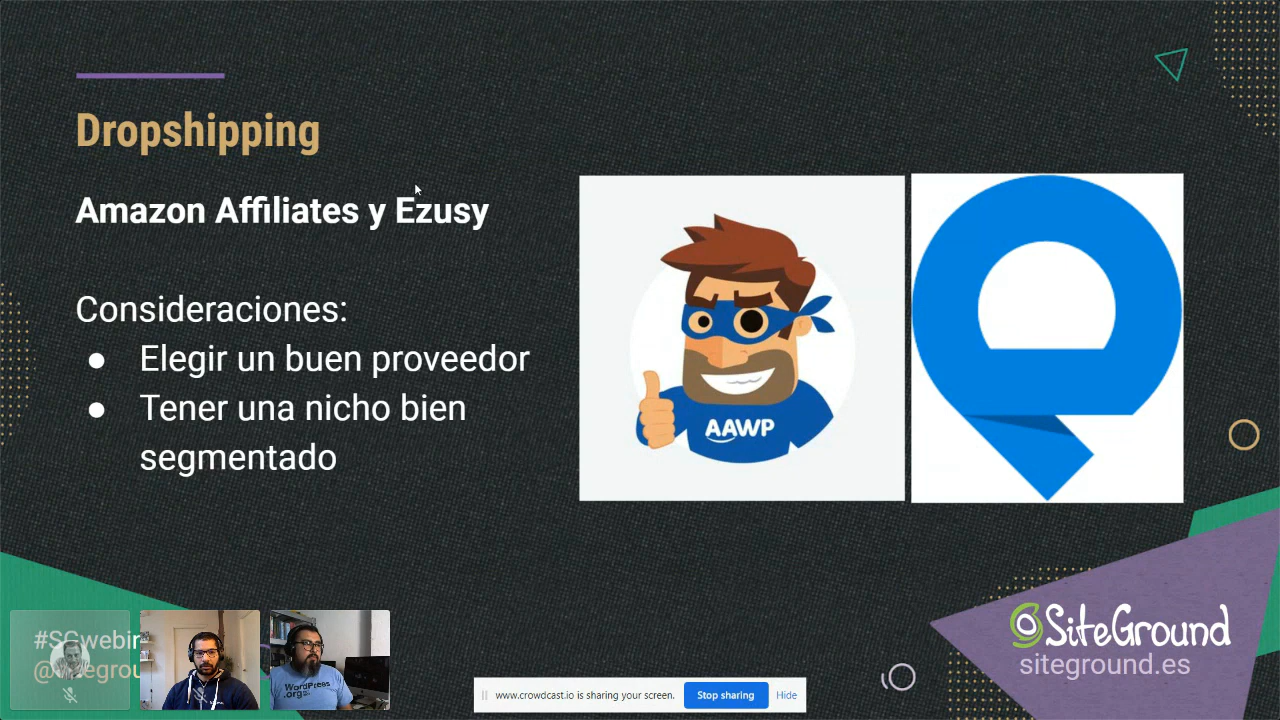 Dropshipping
Amazon Affiliates y Ezusy
Consideraciones:
● Elegir un buen proveedor
● Tener una nicho bien
segmentado
AAWP
SiteGround
siteground.es
#SGwebin
WordPress
.org
www.crowdcast.io is sharing your screen.
Stop sharing
Hide